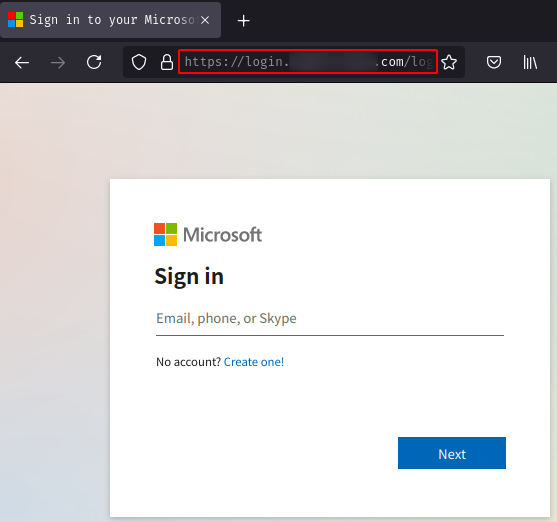 Sign in to your Microso
https://login.
.com/log
Microsoft
Sign in
Email, phone, or Skype
No account? Create one!
Next